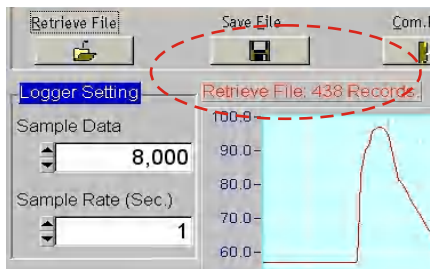 Retrieve File Save File Com.
Logger Setting Retrieve File: 438 Records.
Sample Data
8,000
Sample Rate (Sec.)
1
100.0
90.0
80.0
70.0
60.0